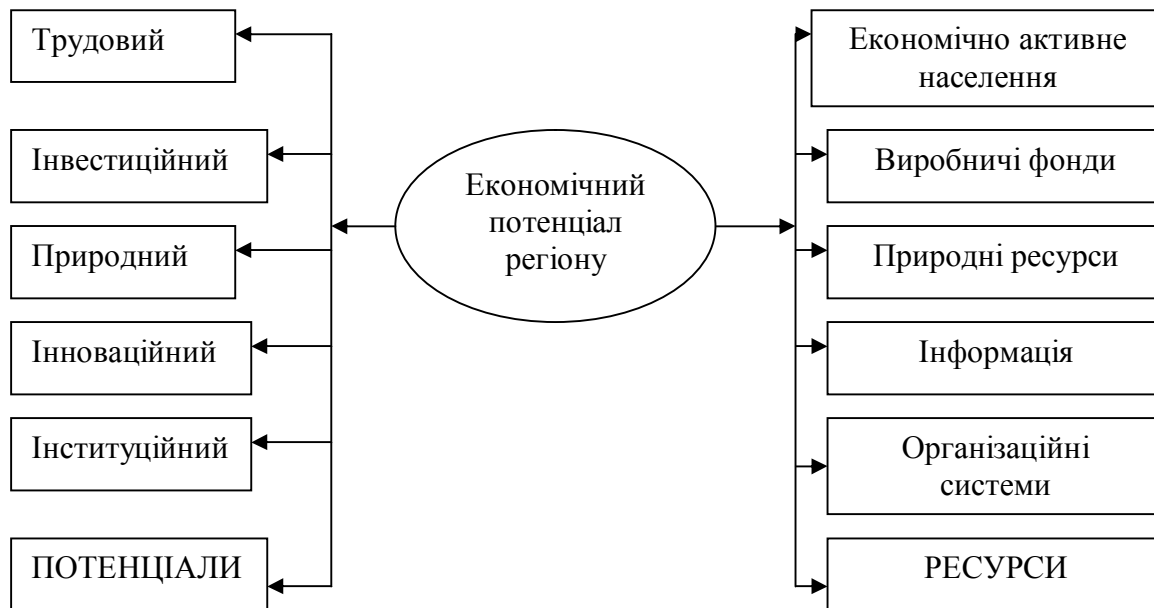 Трудовий
Інвестиційний
Природний
Інноваційний
Інституційний
ПОТЕНЦІАЛИ
Економічний
потенціал
регіону
Економічно активне
населення
Виробничі фонди
Природні ресурси
Інформація
Організаційні
системи
РЕСУРСИ